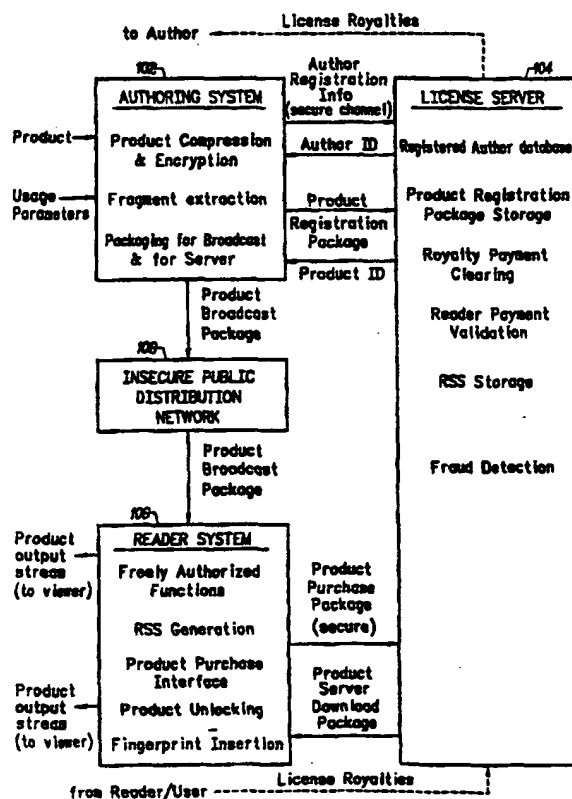 License Royalties
to Author
102
AUTHORING SYSTEM
Product Compression
& Encryption
Fragment extraction
Packaging for Broadcast
& for Server
Product
Usage
Parameters
Author
Registration
Info
(secure channel)
Author ID
Product
Registration
Package
Product ID
104
LICENSE SERVER
Registered Author database
Product Registration
Package Storage
Royalty Payment
Clearing
Reader Payment
Validation
RSS Storage
Fraud Detection
Product
Broadcast
Package
108
INSECURE PUBLIC
DISTRIBUTION
NETWORK
Product
Broadcast
Package
106
READER SYSTEM
Freely Authorized
Functions
RSS Generation
Product Purchase
Interface
Product Unlocking
Fingerprint Insertion
Product
output
stream
(to viewer)
Product
output
stream
(to viewer)
Product
Purchase
Package
(secure)
Product
Server
Download
Package
License Royalties
from Reader/User